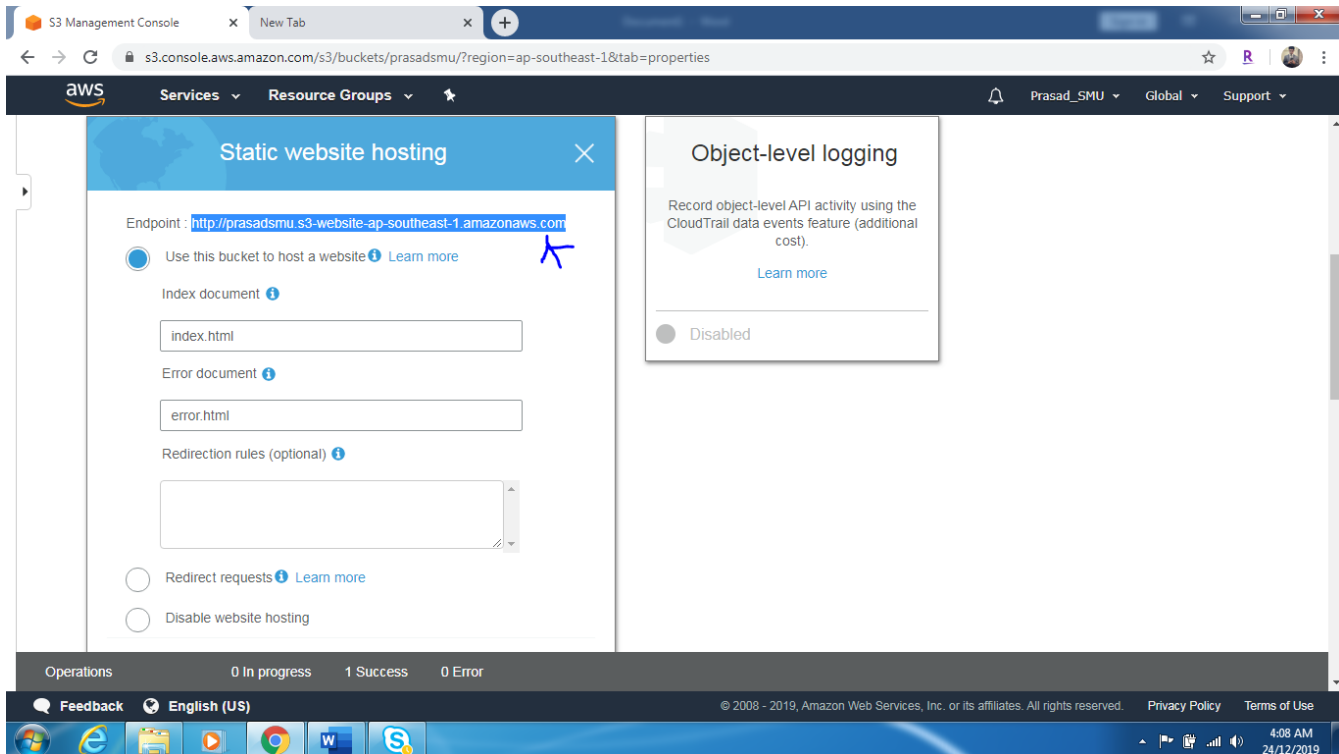 S3 Management Console
New Tab
s3.console.aws.amazon.com/s3/buckets/prasadsmu/?region=ap-southeast-1&tab=properties
R
aws Services Resource Groups Prasad_SMU Global Support
Static website hosting
Endpoint : http://prasadsmu.s3-website-ap-southeast-1.amazonaws.com
Use this bucket to host a website Learn more
Index document
index.html
Error document
error.html
Redirection rules (optional)
Redirect requests Learn more
Disable website hosting
Object-level logging
Record object-level API activity using the
CloudTrail data events feature (additional
cost).
Learn more
Disabled
Operations 0 In progress 1 Success 0 Error
Feedback English (US) © 2008 - 2019, Amazon Web Services, Inc. or its affiliates. All rights reserved. Privacy Policy Terms of Use
4:08 AM
24/12/2019